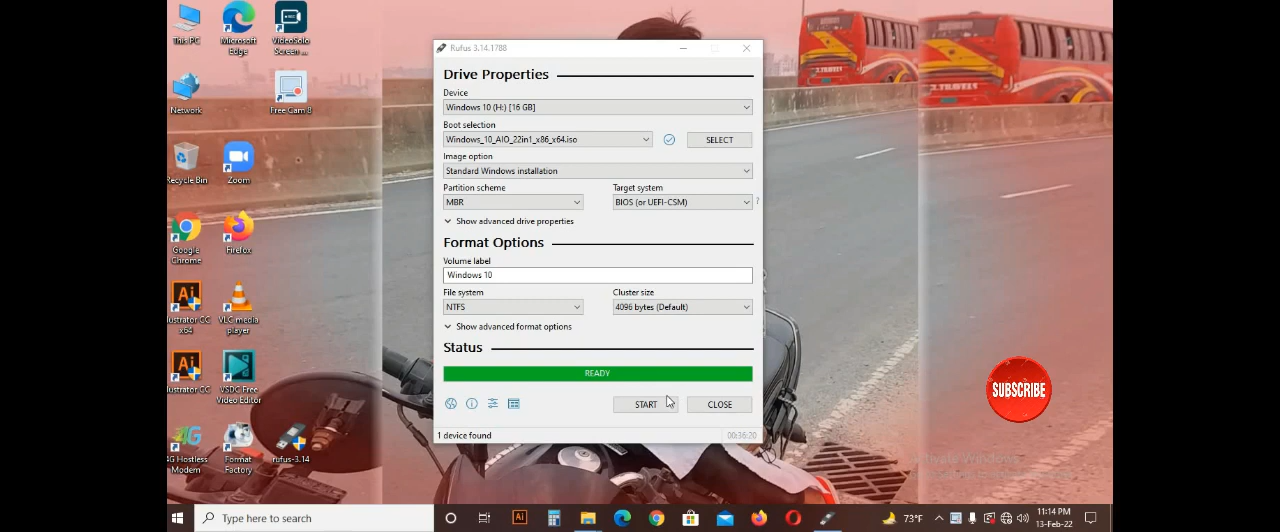 This PC
Microsoft
Edge
VideoSolo
Screen ...
Network
Free Cam 8
Recycle Bin
Zoom
Google
Chrome
Firefox
llustrator CC
x64
VLC media
player
llustrator CC
VSDC Free
Video Editor
4G Hostless
Modem
Format
Factory
rufus-3.14
Rufus 3.14.1788
Drive Properties
Device
Windows 10 (H:) [16 GB]
Boot selection
Windows_10_AIO_22in1_x86_x64.iso
SELECT
Image option
Standard Windows installation
Partition scheme
Target system
MBR
BIOS (or UEFI-CSM)
?
Show advanced drive properties
Format Options
Volume label
Windows 10
File system
Cluster size
NTFS
4096 bytes (Default)
Show advanced format options
Status
READY
START
CLOSE
1 device found
00:36:20
SUBSCRIBE
Type here to search
Ai
73°F
11:14 PM
13-Feb-22